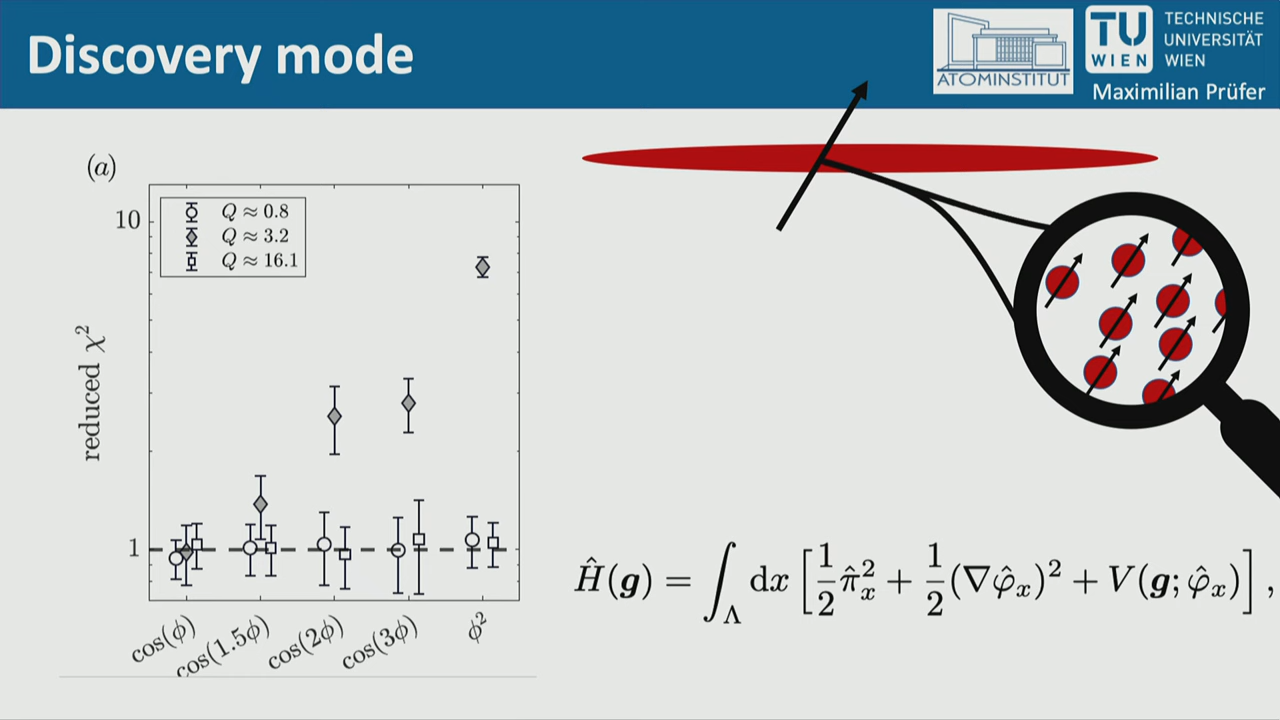 Discovery mode
ATOMINSTITUT
TU
WIEN
TECHNISCHE
UNIVERSITÄT
WIEN
Maximilian Prüfer
(a)
Q ≈ 0.8
Q ≈ 3.2
Q ≈ 16.1
10
1
reduced χ²
cos(ϕ)
cos(1.5ϕ)
cos(2ϕ)
cos(3ϕ)
ϕ²
Ĥ(g) = ∫_Λ dx [ 1/2 π̂_x² + 1/2 (∇φ̂_x)² + V(g; φ̂_x) ] ,